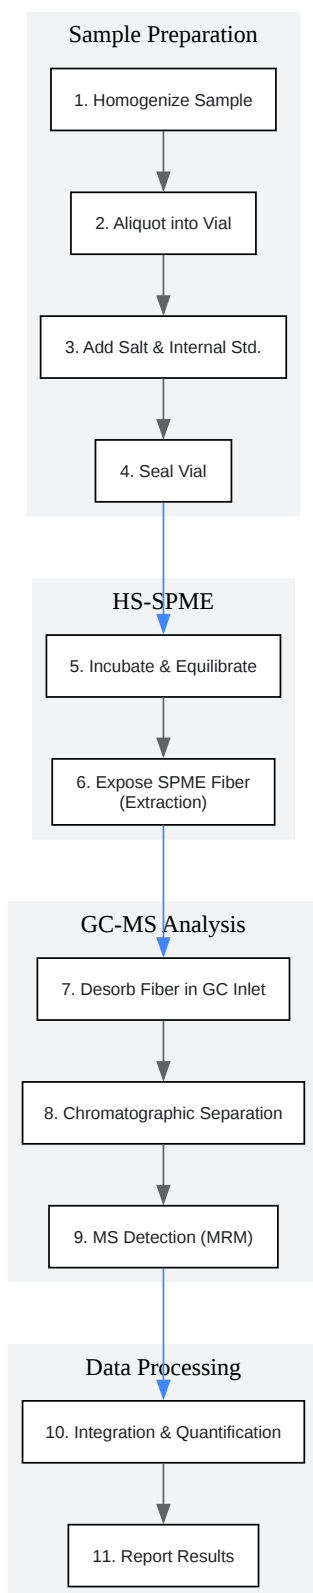 Sample Preparation
1. Homogenize Sample
2. Aliquot into Vial
3. Add Salt & Internal Std.
4. Seal Vial
HS-SPME
5. Incubate & Equilibrate
6. Expose SPME Fiber
(Extraction)
GC-MS Analysis
7. Desorb Fiber in GC Inlet
8. Chromatographic Separation
9. MS Detection (MRM)
Data Processing
10. Integration & Quantification
11. Report Results